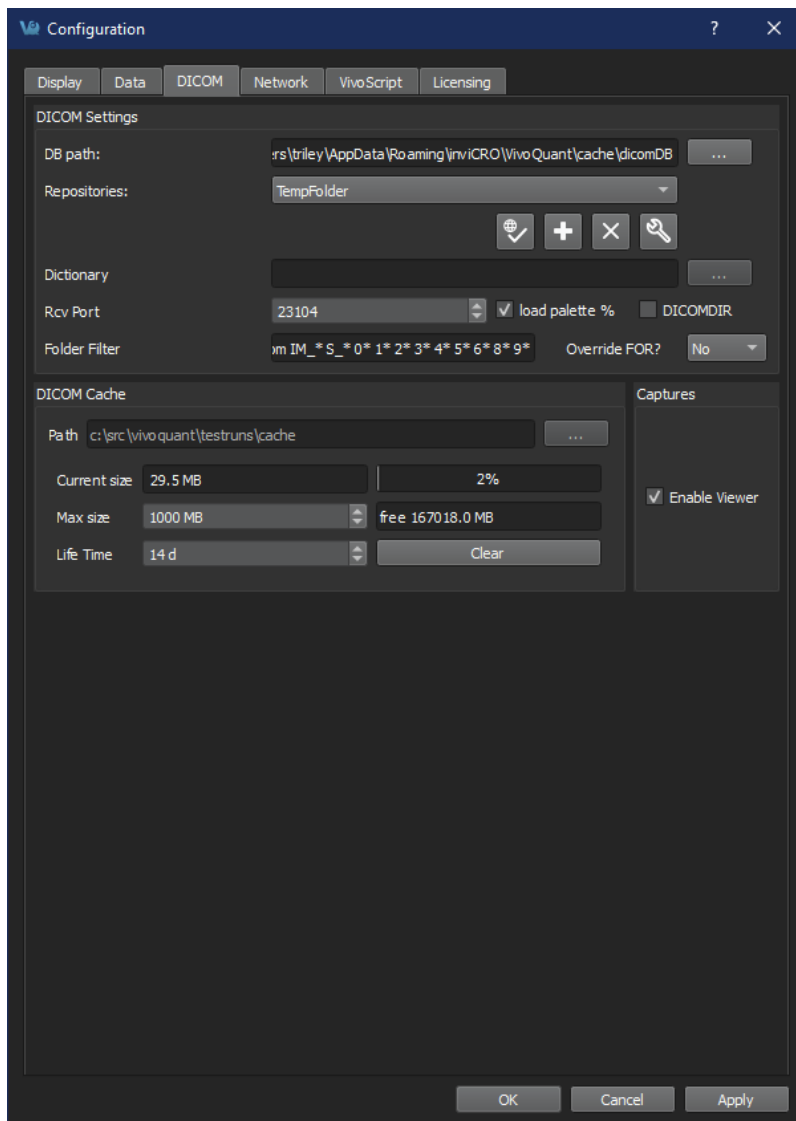 Configuration
Display Data DICOM Network VivoScript Licensing
DICOM Settings
DB path: ers\triley\AppData\Roaming\inviCRO\VivoQuant\cache\dicomDB ...
Repositories: TempFolder
Dictionary ...
Rcv Port 23104 load palette % DICOMDIR
Folder Filter om IM_* S_* 0* 1* 2* 3* 4* 5* 6* 8* 9* Override FOR? No
DICOM Cache Captures
Path c:\src\vivoquant\testruns\cache ...
Current size 29.5 MB 2%
Enable Viewer
Max size 1000 MB free 167018.0 MB
Life Time 14 d Clear
OK Cancel Apply